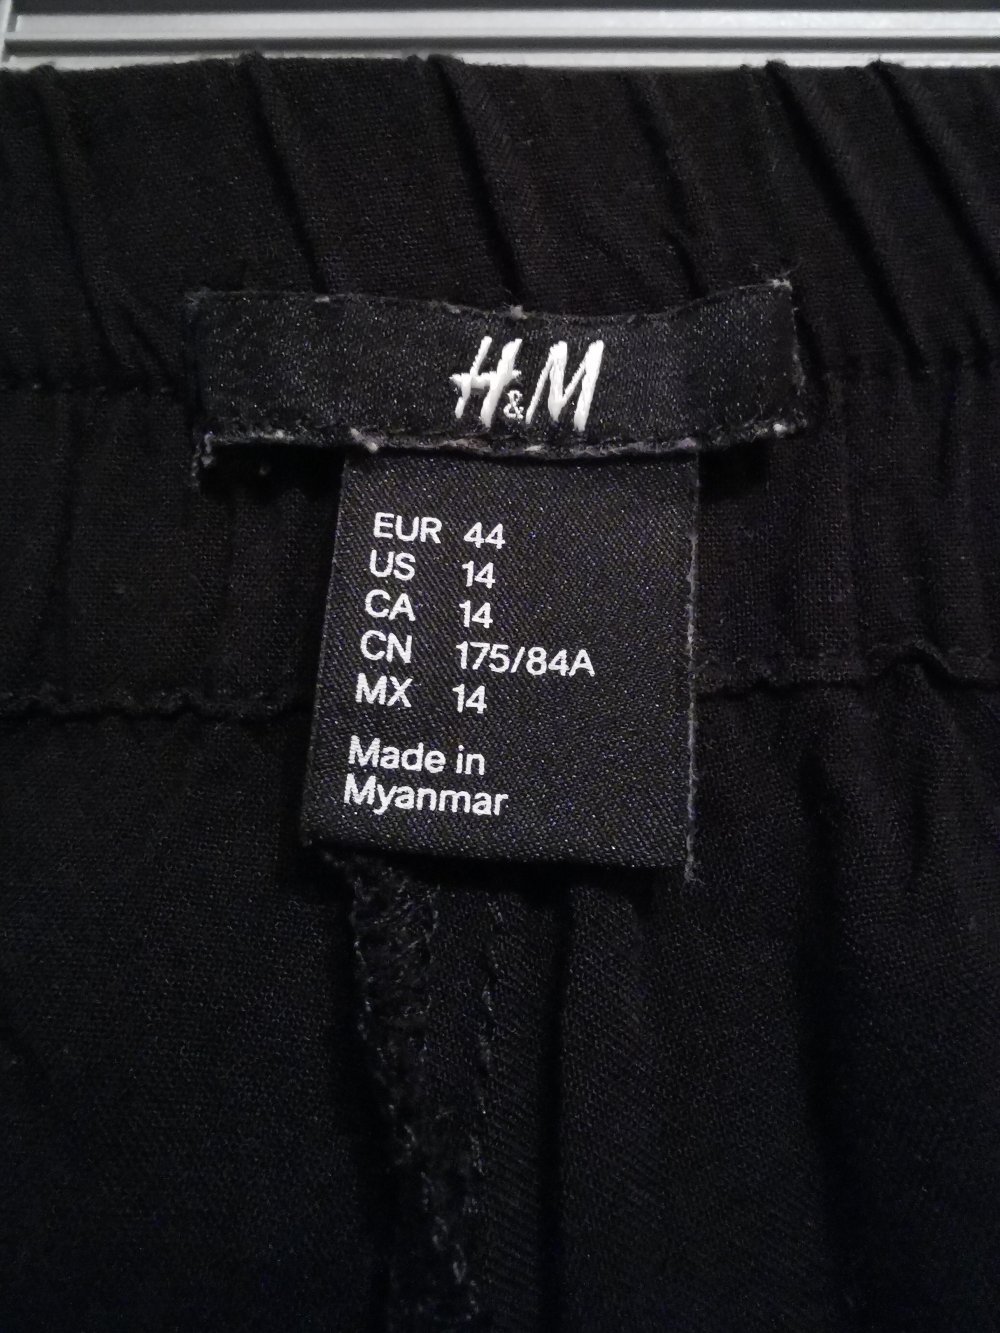 H&M
EUR 44
US 14
CA 14
CN 175/84A
MX 14
Made in
Myanmar